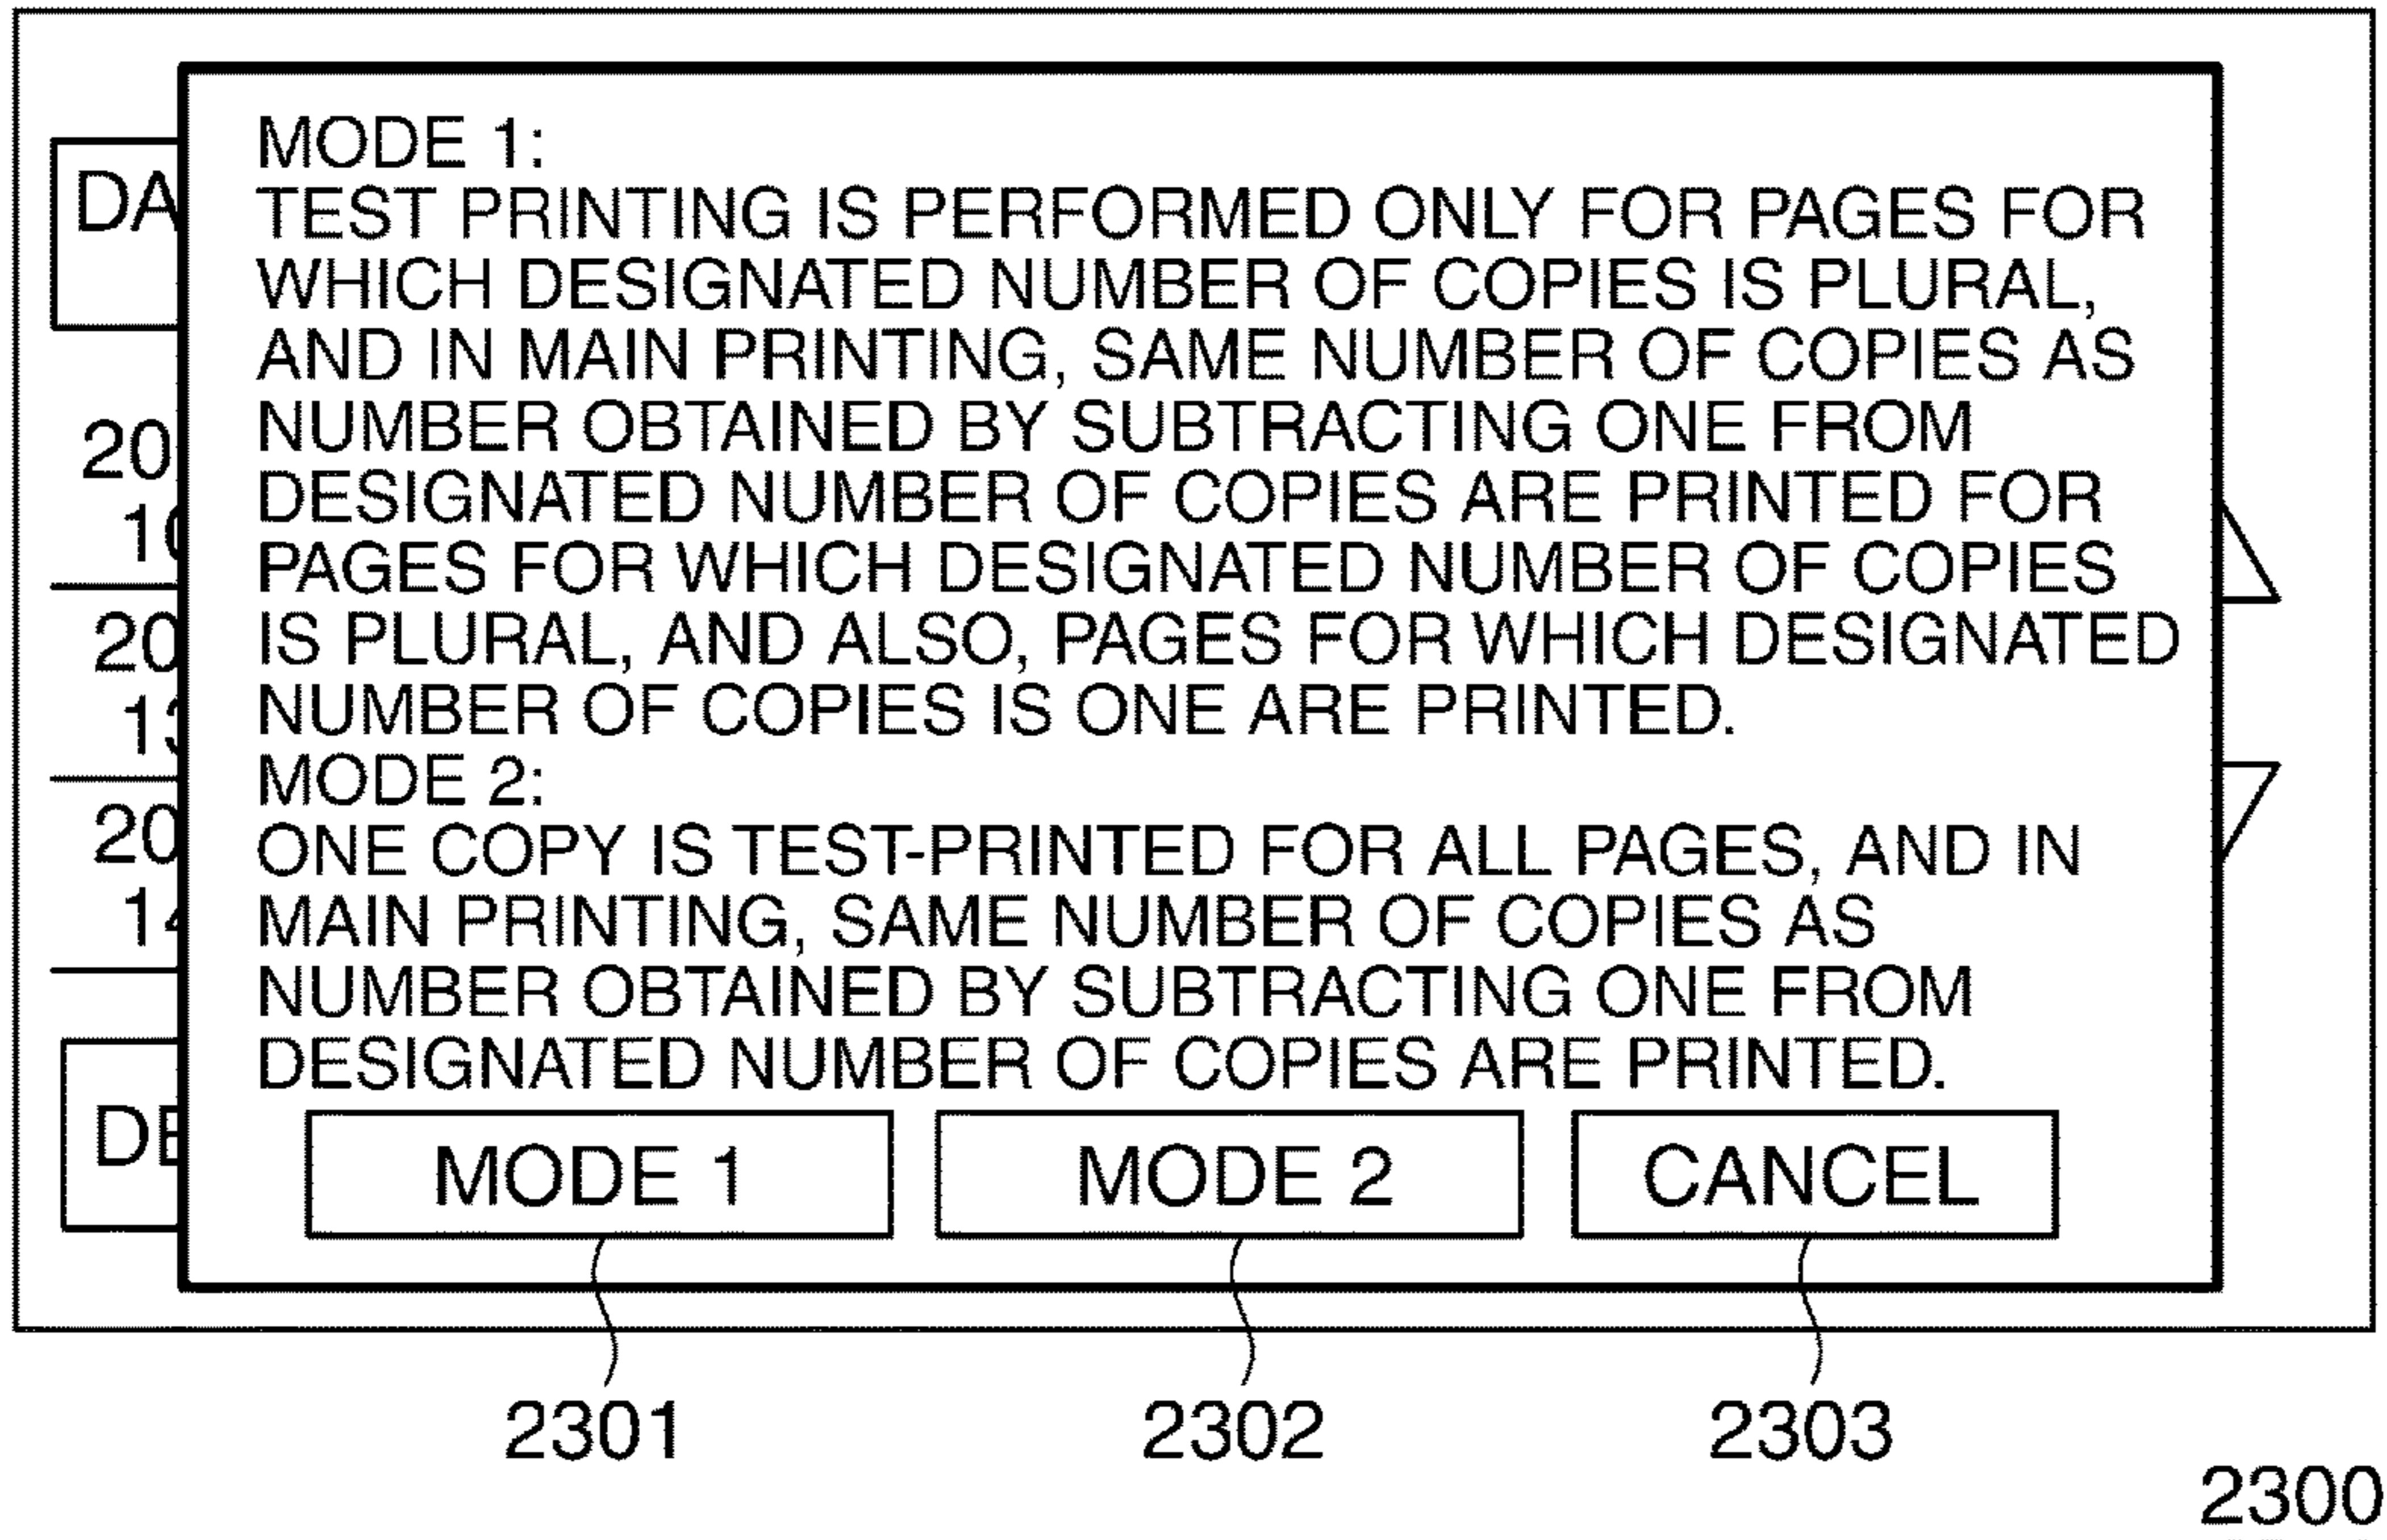 MODE 1:
TEST PRINTING IS PERFORMED ONLY FOR PAGES FOR
WHICH DESIGNATED NUMBER OF COPIES IS PLURAL,
AND IN MAIN PRINTING, SAME NUMBER OF COPIES AS
NUMBER OBTAINED BY SUBTRACTING ONE FROM
DESIGNATED NUMBER OF COPIES ARE PRINTED FOR
PAGES FOR WHICH DESIGNATED NUMBER OF COPIES
IS PLURAL, AND ALSO, PAGES FOR WHICH DESIGNATED
NUMBER OF COPIES IS ONE ARE PRINTED.
MODE 2:
ONE COPY IS TEST-PRINTED FOR ALL PAGES, AND IN
MAIN PRINTING, SAME NUMBER OF COPIES AS
NUMBER OBTAINED BY SUBTRACTING ONE FROM
DESIGNATED NUMBER OF COPIES ARE PRINTED.
DA
20
20
20
MODE 1
MODE 2
CANCEL
2301
2302
2303
2300